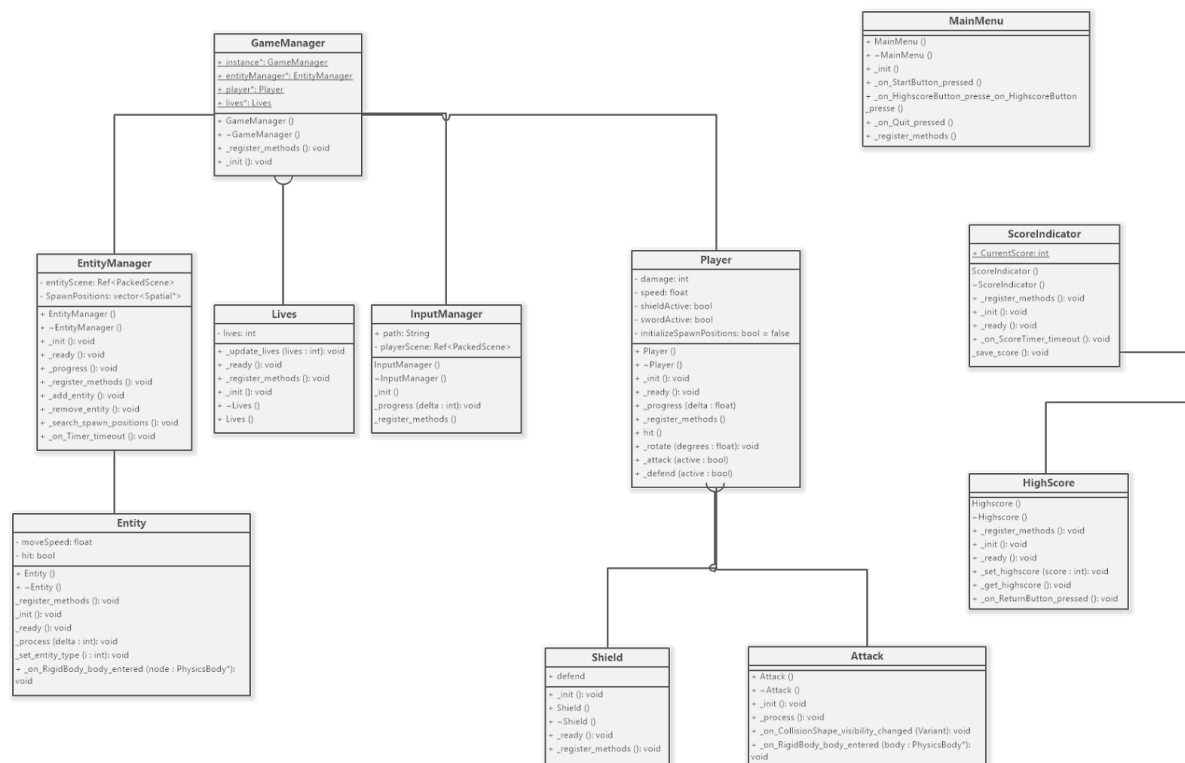 GameManager
+ instance*: GameManager
+ entityManager*: EntityManager
+ player*: Player
+ lives*: Lives
+ GameManager ()
+ ~GameManager ()
+ _register_methods (): void
+ _init (): void
MainMenu
+ MainMenu ()
+ ~MainMenu ()
+ _init ()
+ _on_StartButton_pressed ()
+ _on_HighscoreButton_presse_on_HighscoreButton
_presse ()
+ _on_Quit_pressed ()
+ _register_methods ()
EntityManager
- entityScene: Ref<PackedScene>
- SpawnPositions: vector<Spatial*>
+ EntityManager ()
+ ~EntityManager ()
+ _init (): void
+ _ready (): void
+ _progress (): void
+ _register_methods (): void
+ _add_entity (): void
+ _remove_entity (): void
+ _search_spawn_positions (): void
+ _on_Timer_timeout (): void
Lives
- lives: int
+ _update_lives (lives : int): void
+ _ready (): void
+ _register_methods (): void
+ _init (): void
+ ~Lives ()
+ Lives ()
InputManager
+ path: String
- playerScene: Ref<PackedScene>
InputManager ()
~InputManager ()
_init ()
_progress (delta : int): void
_register_methods ()
Player
- damage: int
- speed: float
- shieldActive: bool
- swordActive: bool
- initializeSpawnPositions: bool = false
+ Player ()
+ ~Player ()
+ _init (): void
+ _ready (): void
+ _progress (delta : float)
+ _register_methods ()
+ hit ()
+ _rotate (degrees : float): void
+ _attack (active : bool)
+ _defend (active : bool)
ScoreIndicator
+ CurrentScore: int
ScoreIndicator ()
~ScoreIndicator ()
+ _register_methods (): void
+ _init (): void
+ _ready (): void
+ _on_ScoreTimer_timeout (): void
_save_score (): void
HighScore
Highscore ()
~Highscore ()
+ _register_methods (): void
+ _init (): void
+ _ready (): void
+ _set_highscore (score : int): void
+ _get_highscore (): void
+ _on_ReturnButton_pressed (): void
Entity
- moveSpeed: float
- hit: bool
+ Entity ()
+ ~Entity ()
_register_methods (): void
_init (): void
_ready (): void
_process (delta : int): void
_set_entity_type (i : int): void
+ _on_RigidBody_body_entered (node : PhysicsBody*):
void
Shield
+ defend
+ _init (): void
+ Shield ()
+ ~Shield ()
+ _ready (): void
+ _register_methods (): void
Attack
+ Attack ()
+ ~Attack ()
+ _init (): void
+ _process (): void
+ _on_CollisionShape_visibility_changed (Variant): void
+ _on_RigidBody_body_entered (body : PhysicsBody*):
void